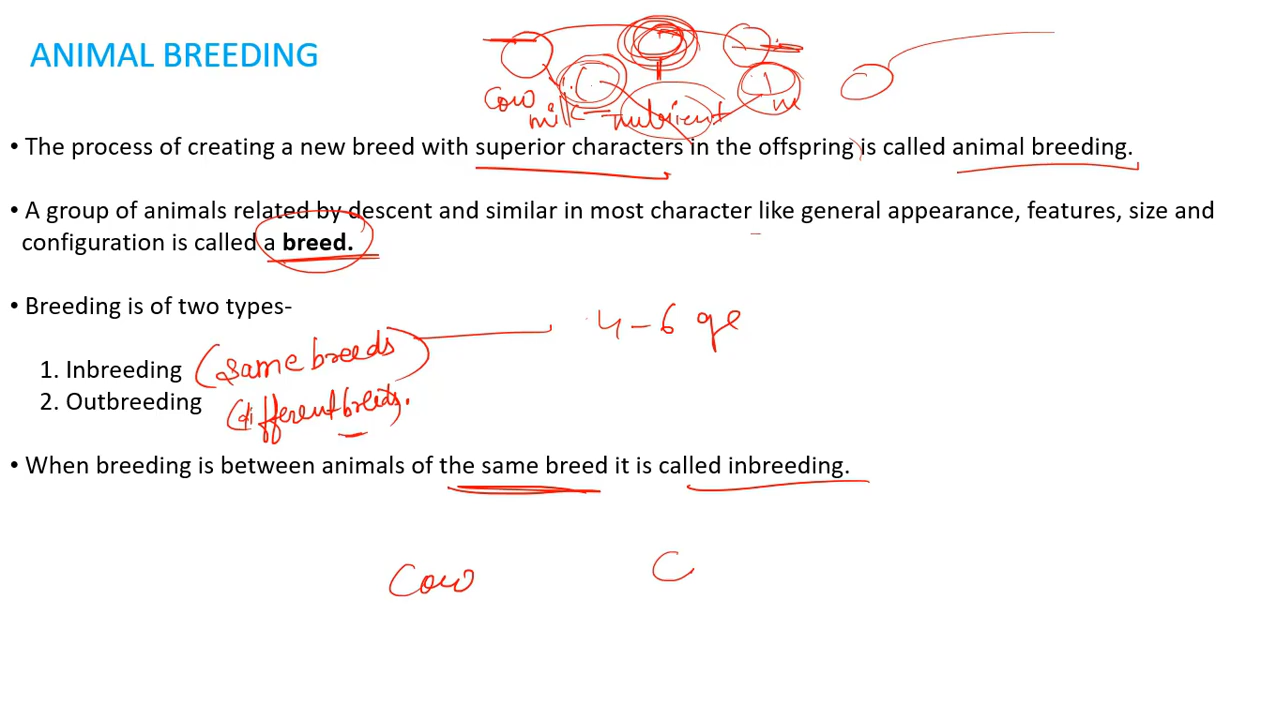 ANIMAL BREEDING
Cow
milk
nutrient
• The process of creating a new breed with superior characters in the offspring is called animal breeding.
• A group of animals related by descent and similar in most character like general appearance, features, size and
configuration is called a breed.
• Breeding is of two types-
4-6 ge
1. Inbreeding (same breeds)
2. Outbreeding (different breeds.
• When breeding is between animals of the same breed it is called inbreeding.
Cow C